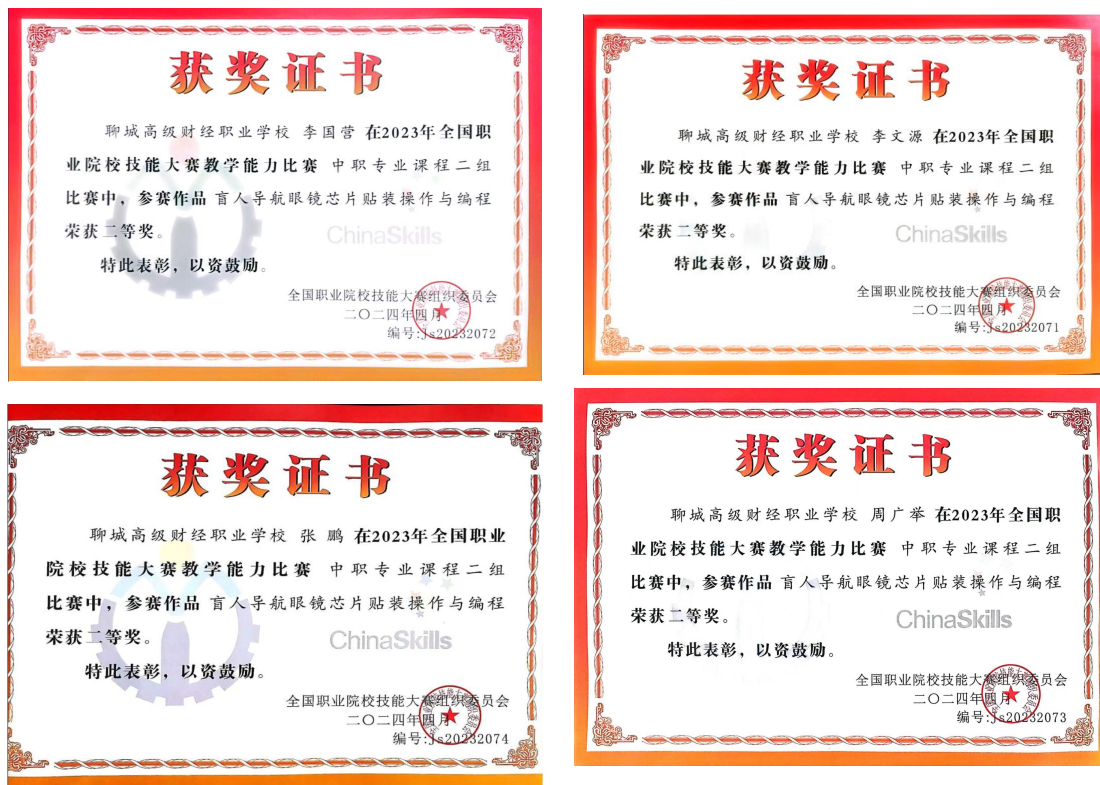 获奖证书
聊城高级财经职业学校 李国营 在2023年全国职
业院校技能大赛教学能力比赛 中职专业课程二组
比赛中，参赛作品 盲人导航眼镜芯片贴装操作与编程
荣获二等奖。
ChinaSkills
特此表彰，以资鼓励。
全国职业院校技能大赛组织委员会
二〇二四年四月
编号:js20232072
获奖证书
聊城高级财经职业学校 李文源 在2023年全国职
业院校技能大赛教学能力比赛 中职专业课程二组
比赛中，参赛作品 盲人导航眼镜芯片贴装操作与编程
荣获二等奖。
ChinaSkills
特此表彰，以资鼓励。
全国职业院校技能大赛组织委员会
二〇二四年四月
编号:js20232071
获奖证书
聊城高级财经职业学校 张 鹏 在2023年全国职业
院校技能大赛教学能力比赛 中职专业课程二组
比赛中，参赛作品 盲人导航眼镜芯片贴装操作与编程
荣获二等奖。
ChinaSkills
特此表彰，以资鼓励。
全国职业院校技能大赛组织委员会
二〇二四年四月
编号:js20232074
获奖证书
聊城高级财经职业学校 周广举 在2023年全国职
业院校技能大赛教学能力比赛 中职专业课程二组
比赛中，参赛作品 盲人导航眼镜芯片贴装操作与编程
荣获二等奖。
ChinaSkills
特此表彰，以资鼓励。
全国职业院校技能大赛组织委员会
二〇二四年四月
编号:js20232073